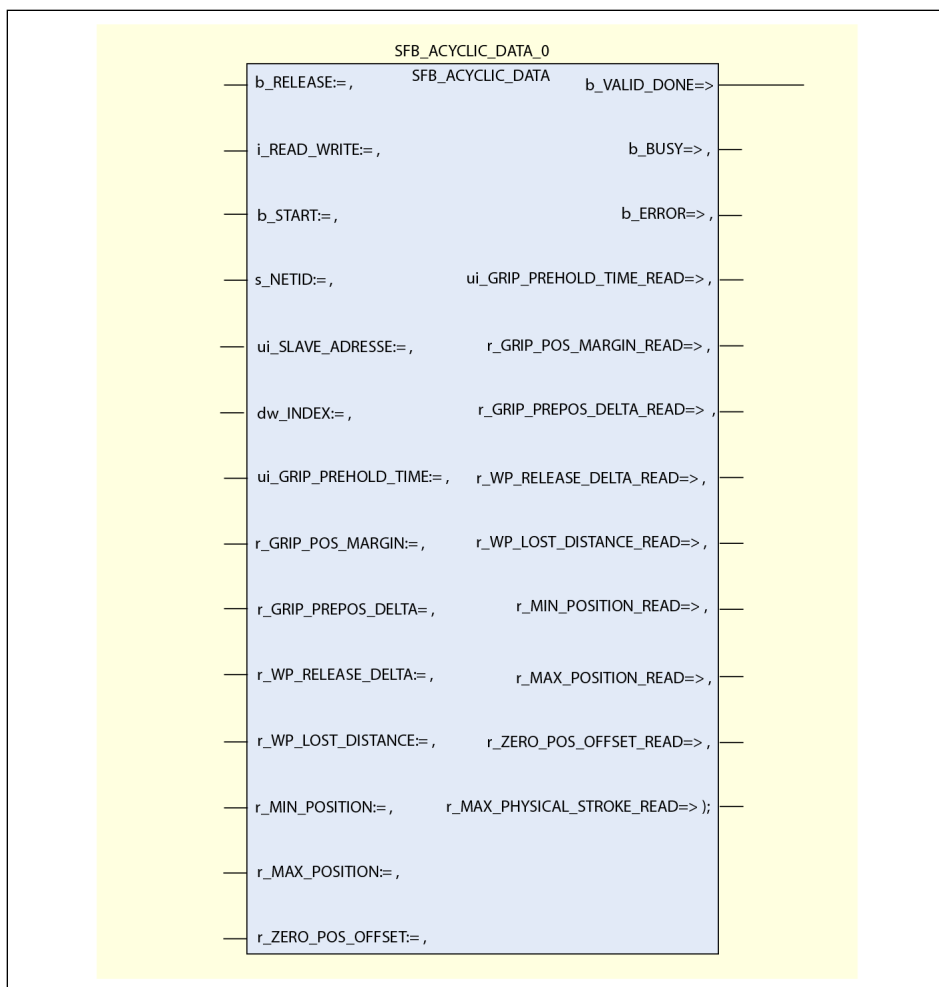 SFB_ACYCLIC_DATA_0
SFB_ACYCLIC_DATA
b_RELEASE:= , b_VALID_DONE=>
i_READ_WRITE:= , b_BUSY=> ,
b_START:= , b_ERROR=> ,
s_NETID:= , ui_GRIP_PREHOLD_TIME_READ=> ,
ui_SLAVE_ADRESSE:= , r_GRIP_POS_MARGIN_READ=> ,
dw_INDEX:= , r_GRIP_PREPOS_DELTA_READ=> ,
ui_GRIP_PREHOLD_TIME:= , r_WP_RELEASE_DELTA_READ=> ,
r_GRIP_POS_MARGIN:= , r_WP_LOST_DISTANCE_READ=> ,
r_GRIP_PREPOS_DELTA= , r_MIN_POSITION_READ=> ,
r_WP_RELEASE_DELTA:= , r_MAX_POSITION_READ=> ,
r_WP_LOST_DISTANCE:= , r_ZERO_POS_OFFSET_READ=> ,
r_MIN_POSITION:= , r_MAX_PHYSICAL_STROKE_READ=> );
r_MAX_POSITION:= ,
r_ZERO_POS_OFFSET:= ,